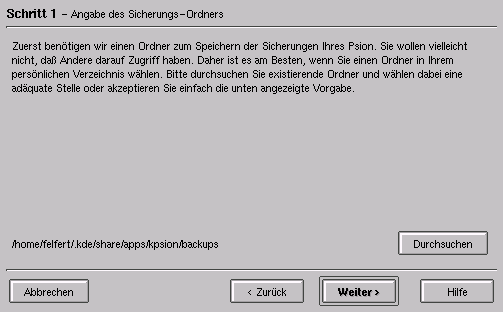 Schritt 1 – Angabe des Sicherungs-Ordners
Zuerst benötigen wir einen Ordner zum Speichern der Sicherungen Ihres Psion. Sie wollen vielleicht
nicht, daß Andere darauf Zugriff haben. Daher ist es am Besten, wenn Sie einen Ordner in Ihrem
persönlichen Verzeichnis wählen. Bitte durchsuchen Sie existierende Ordner und wählen dabei eine
adäquate Stelle oder akzeptieren Sie einfach die unten angezeigte Vorgabe.
/home/felfert/.kde/share/apps/kpsion/backups
Durchsuchen
Abbrechen
< Zurück
Weiter >
Hilfe